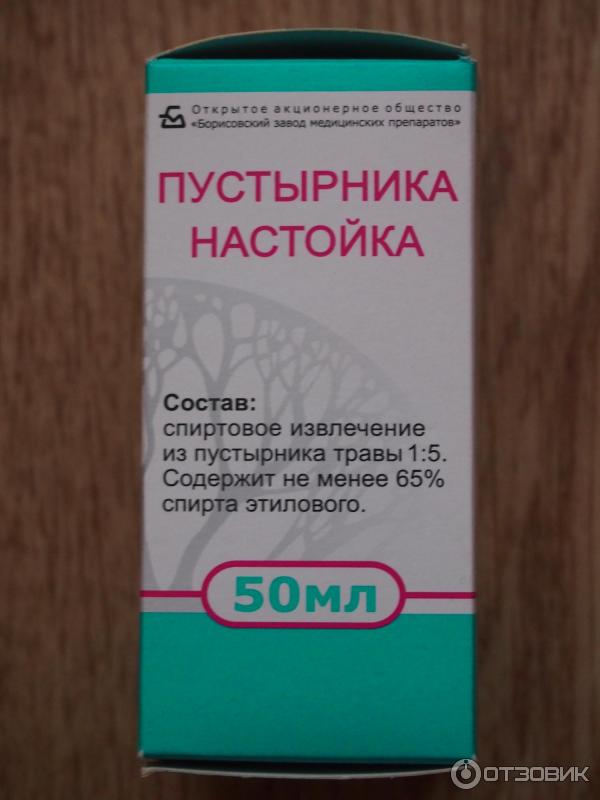 Открытое акционерное общество
«Борисовский завод медицинских препаратов»
ПУСТЫРНИКА
НАСТОЙКА
Состав:
спиртовое извлечение
из пустырника травы 1:5.
Содержит не менее 65%
спирта этилового.
50мл
ОТЗОВИК